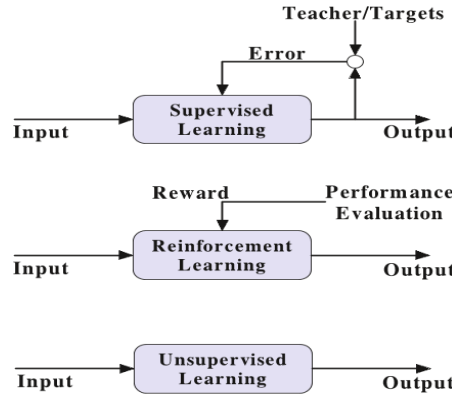 Teacher/Targets
Error
Supervised
Learning
Input
Output
Reward
Performance
Evaluation
Reinforcement
Learning
Input
Output
Unsupervised
Learning
Input
Output